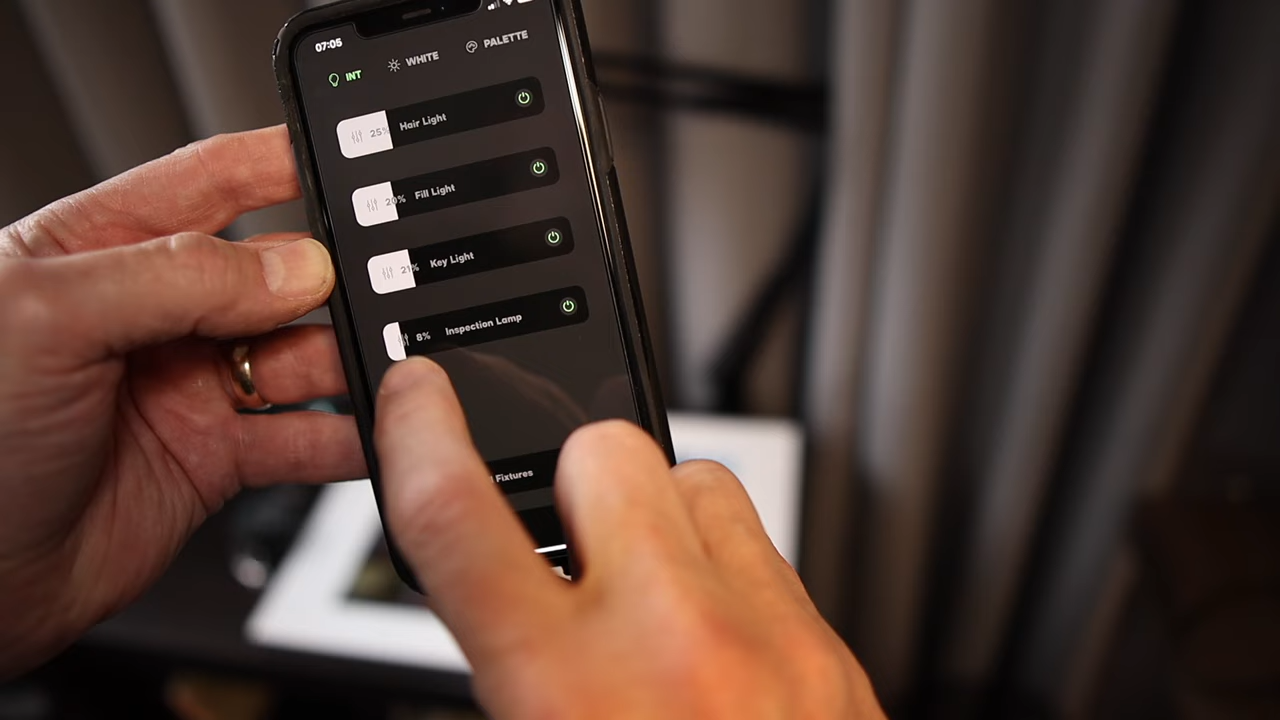 07:05
INT WHITE PALETTE
25% Hair Light
20% Fill Light
21% Key Light
8% Inspection Lamp
Fixtures